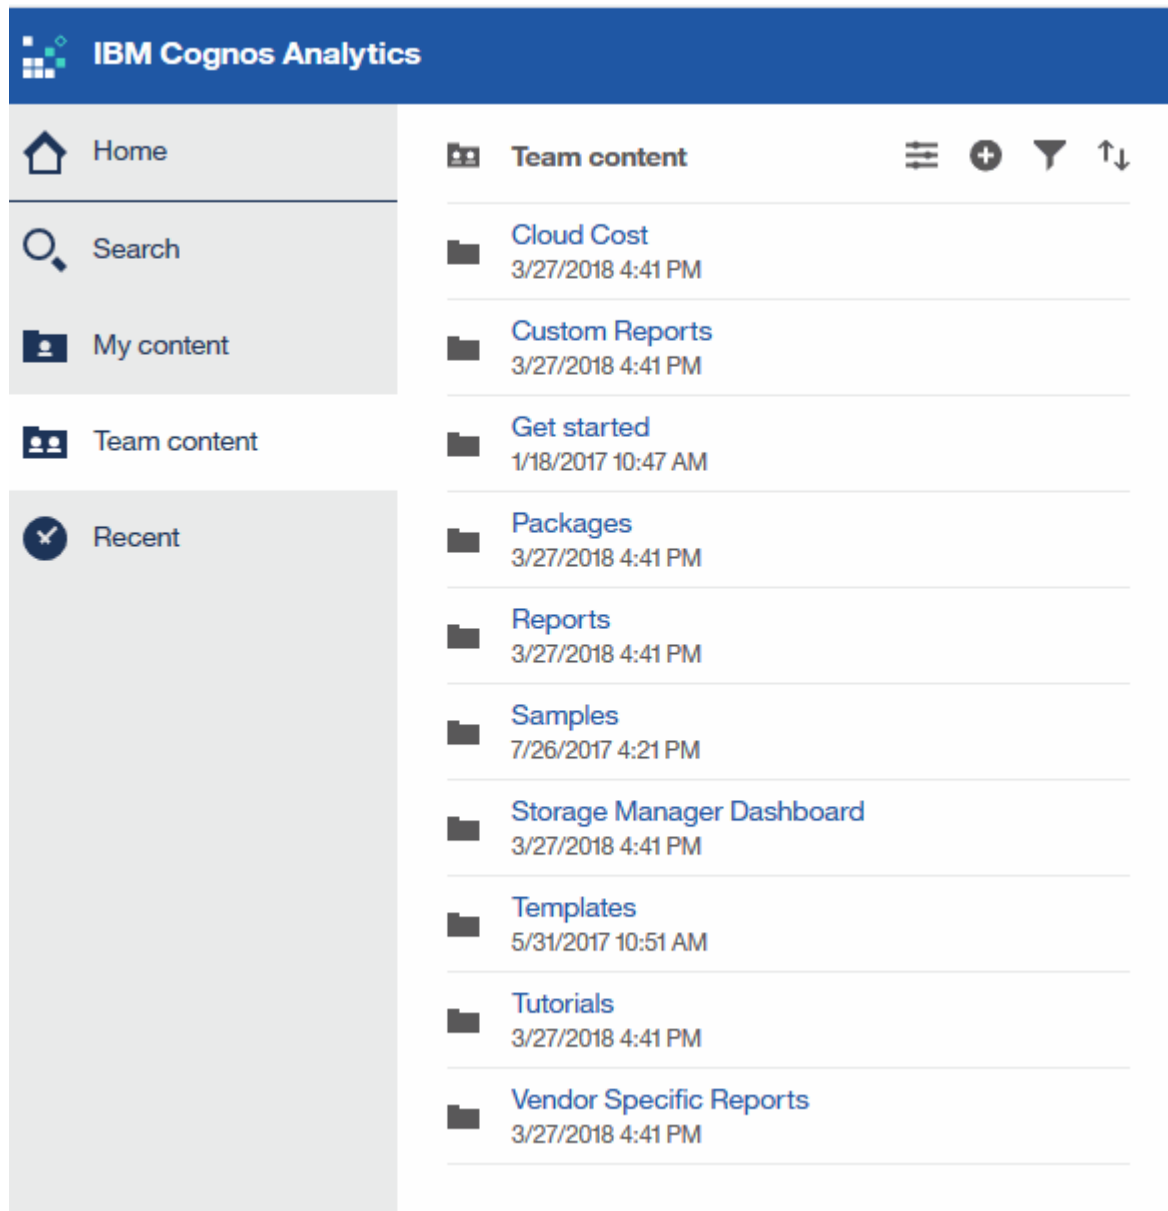 IBM Cognos Analytics
Home
Search
My content
Team content
Recent
Team content
Cloud Cost
3/27/2018 4:41 PM
Custom Reports
3/27/2018 4:41 PM
Get started
1/18/2017 10:47 AM
Packages
3/27/2018 4:41 PM
Reports
3/27/2018 4:41 PM
Samples
7/26/2017 4:21 PM
Storage Manager Dashboard
3/27/2018 4:41 PM
Templates
5/31/2017 10:51 AM
Tutorials
3/27/2018 4:41 PM
Vendor Specific Reports
3/27/2018 4:41 PM